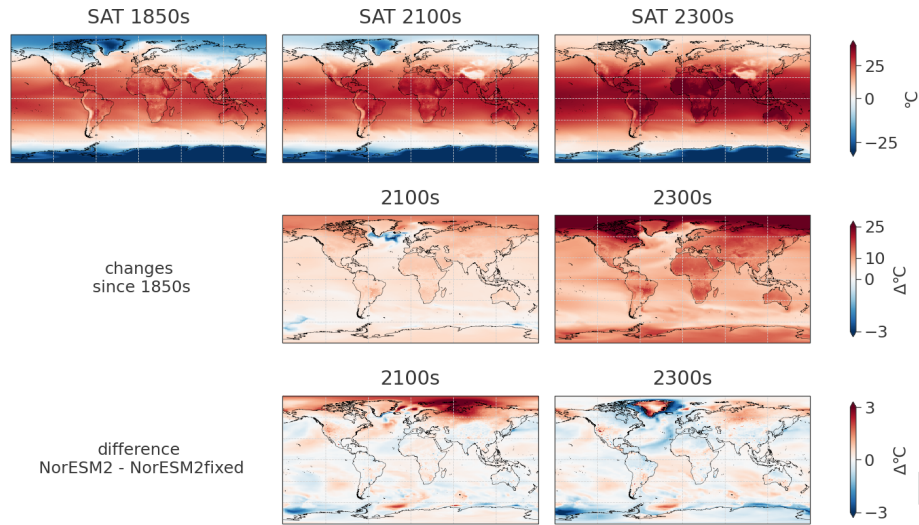 SAT 1850s
SAT 2100s
SAT 2300s
25
0
−25
°C
2100s
2300s
changes
since 1850s
25
10
0
−3
Δ°C
2100s
2300s
difference
NorESM2 - NorESM2fixed
3
0
−3
Δ°C